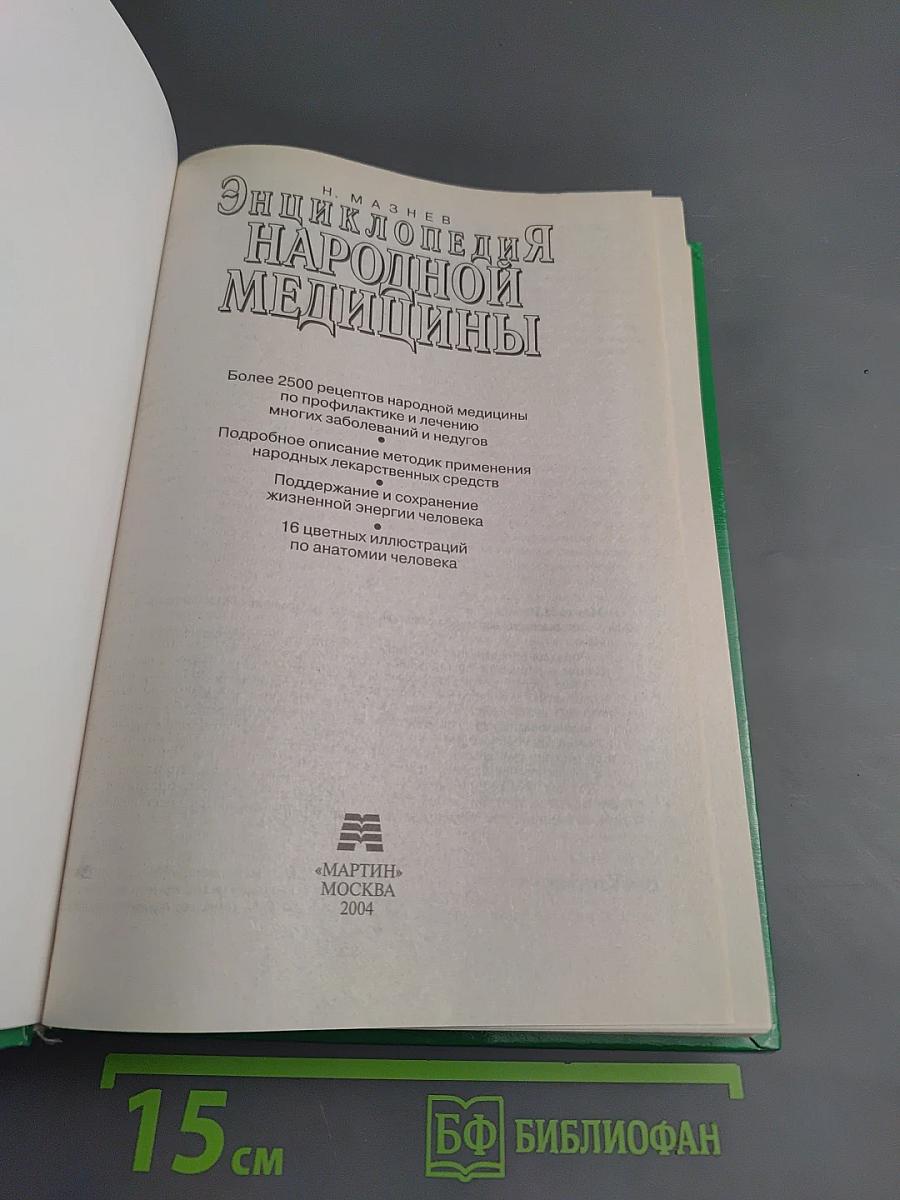 Н. МАЗНЕВ
ЭНЦИКЛОПЕДИЯ
НАРОДНОЙ
МЕДИЦИНЫ
Более 2500 рецептов народной медицины
по профилактике и лечению
многих заболеваний и недугов
•
Подробное описание методик применения
народных лекарственных средств
•
Поддержание и сохранение
жизненной энергии человека
•
16 цветных иллюстраций
по анатомии человека
«МАРТИН»
МОСКВА
2004
15 см
БФ БИБЛИОФАН